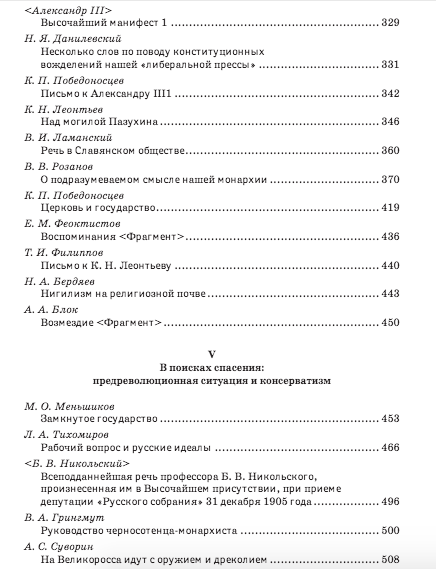 <Александр III>
Высочайший манифест 1 ........ 329
Н. Я. Данилевский
Несколько слов по поводу конституционных
вожделений нашей «либеральной прессы» ........ 331
К. П. Победоносцев
Письмо к Александру III1 ........ 342
К. Н. Леонтьев
Над могилой Пазухина ........ 346
В. И. Ламанский
Речь в Славянском обществе ........ 360
В. В. Розанов
О подразумеваемом смысле нашей монархии ........ 370
К. П. Победоносцев
Церковь и государство ........ 419
Е. М. Феоктистов
Воспоминания <Фрагмент> ........ 436
Т. И. Филиппов
Письмо к К. Н. Леонтьеву ........ 440
Н. А. Бердяев
Нигилизм на религиозной почве ........ 443
А. А. Блок
Возмездие <Фрагмент> ........ 450
V
В поисках спасения:
предреволюционная ситуация и консерватизм
М. О. Меньшиков
Замкнутое государство ........ 453
Л. А. Тихомиров
Рабочий вопрос и русские идеалы ........ 466
<Б. В. Никольский>
Всеподданнейшая речь профессора Б. В. Никольского,
произнесенная им в Высочайшем присутствии, при приеме
депутации «Русского собрания» 31 декабря 1905 года ........ 496
В. А. Грингмут
Руководство черносотенца-монархиста ........ 500
А. С. Суворин
На Великоросса идут с оружием и дреколием ........ 508